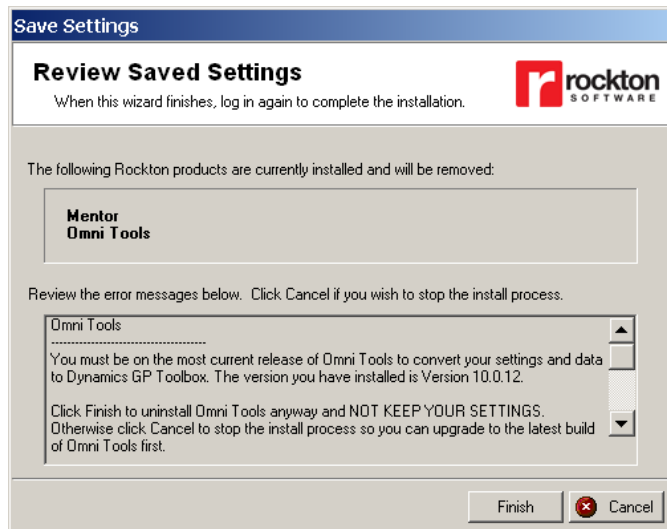 Save Settings
Review Saved Settings
When this wizard finishes, log in again to complete the installation.
r rockton
SOFTWARE
The following Rockton products are currently installed and will be removed:
Mentor
Omni Tools
Review the error messages below. Click Cancel if you wish to stop the install process.
Omni Tools
--------------------------------------
You must be on the most current release of Omni Tools to convert your settings and data
to Dynamics GP Toolbox. The version you have installed is Version 10.0.12.
Click Finish to uninstall Omni Tools anyway and NOT KEEP YOUR SETTINGS.
Otherwise click Cancel to stop the install process so you can upgrade to the latest build
of Omni Tools first.
Finish
Cancel